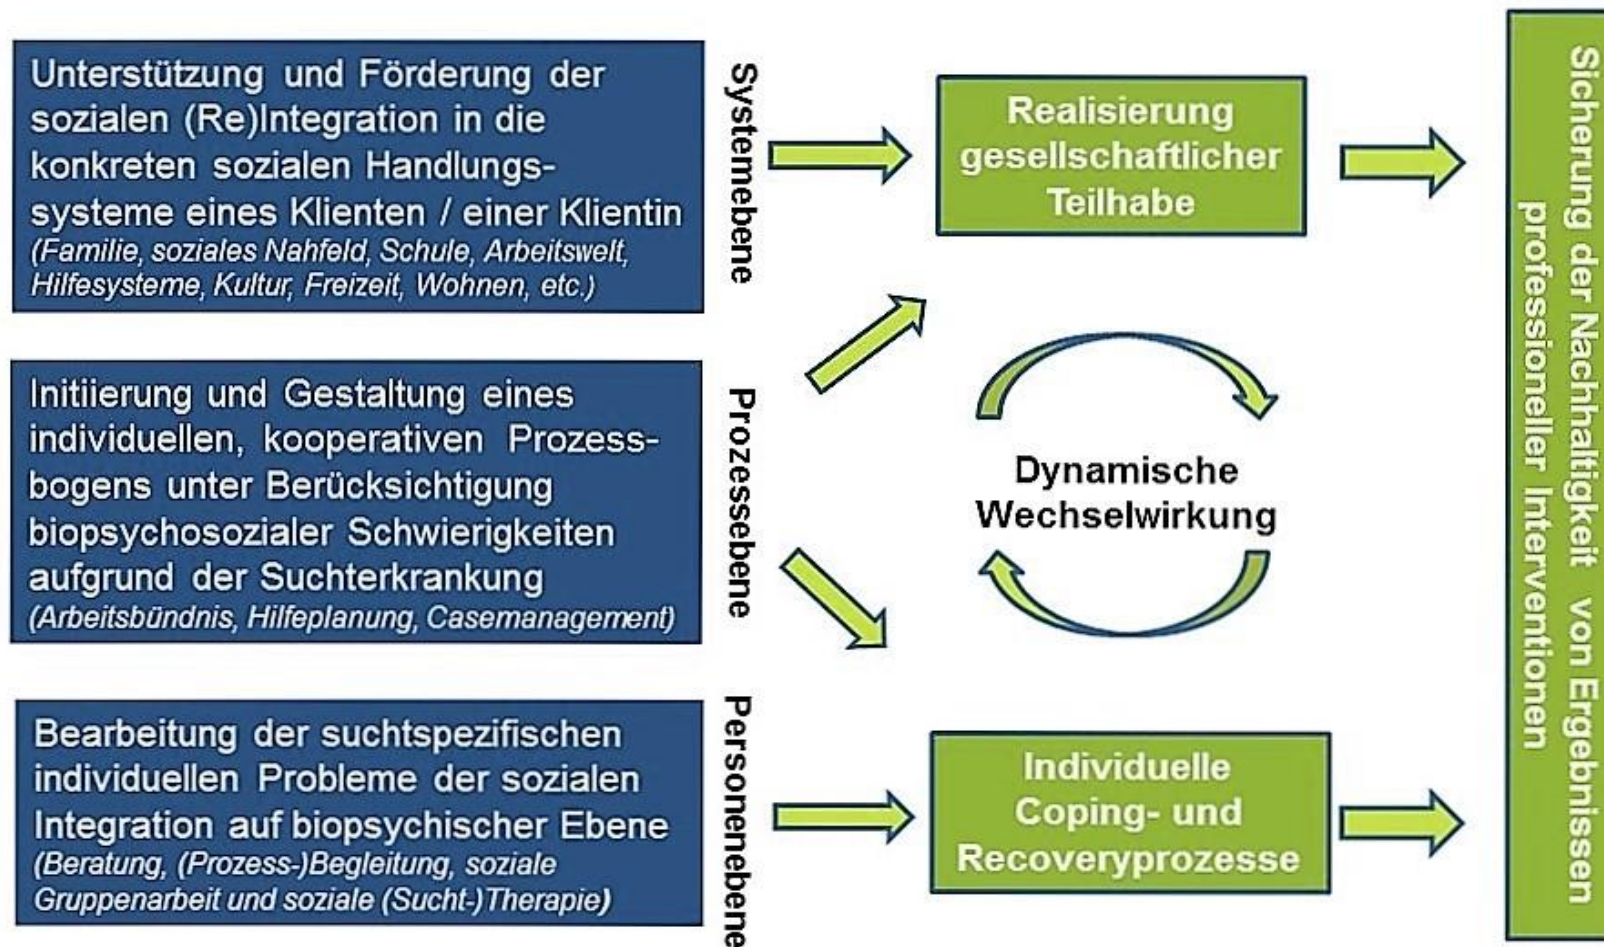 Unterstützung und Förderung der
sozialen (Re)Integration in die
konkreten sozialen Handlungs-
systeme eines Klienten / einer Klientin
(Familie, soziales Nahfeld, Schule, Arbeitswelt,
Hilfesysteme, Kultur, Freizeit, Wohnen, etc.)
Systemebene
Realisierung
gesellschaftlicher
Teilhabe
Initiierung und Gestaltung eines
individuellen, kooperativen Prozess-
bogens unter Berücksichtigung
biopsychosozialer Schwierigkeiten
aufgrund der Suchterkrankung
(Arbeitsbündnis, Hilfeplanung, Casemanagement)
Prozessebene
Dynamische
Wechselwirkung
Bearbeitung der suchtspezifischen
individuellen Probleme der sozialen
Integration auf biopsychischer Ebene
(Beratung, (Prozess-)Begleitung, soziale
Gruppenarbeit und soziale (Sucht-)Therapie)
Personenebene
Individuelle
Coping- und
Recoveryprozesse
Sicherung der Nachhaltigkeit von Ergebnissen
professioneller Interventionen